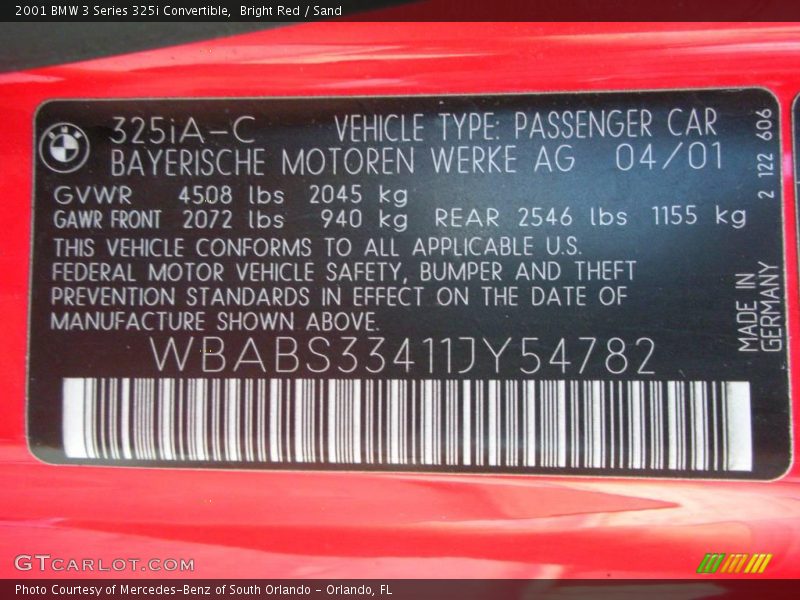 2001 BMW 3 Series 325i Convertible,  Bright Red / Sand
BMW
325iA-C VEHICLE TYPE: PASSENGER CAR
BAYERISCHE MOTOREN WERKE AG 04/01
GVWR 4508 lbs 2045 kg
GAWR FRONT 2072 lbs 940 kg REAR 2546 lbs 1155 kg
THIS VEHICLE CONFORMS TO ALL APPLICABLE U.S.
FEDERAL MOTOR VEHICLE SAFETY, BUMPER AND THEFT
PREVENTION STANDARDS IN EFFECT ON THE DATE OF
MANUFACTURE SHOWN ABOVE.
WBABS33411JY54782
2 122 606
MADE IN
GERMANY
GTCARLOT.COM
Photo Courtesy of Mercedes-Benz of South Orlando - Orlando, FL